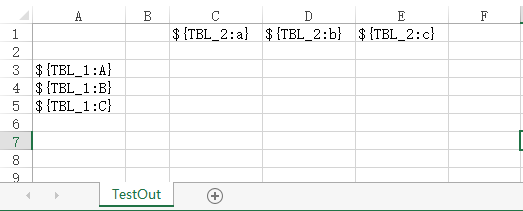 A B C D E F
1 ${TBL_2:a} ${TBL_2:b} ${TBL_2:c}
2
3 ${TBL_1:A}
4 ${TBL_1:B}
5 ${TBL_1:C}
6
7
8
9
TestOut